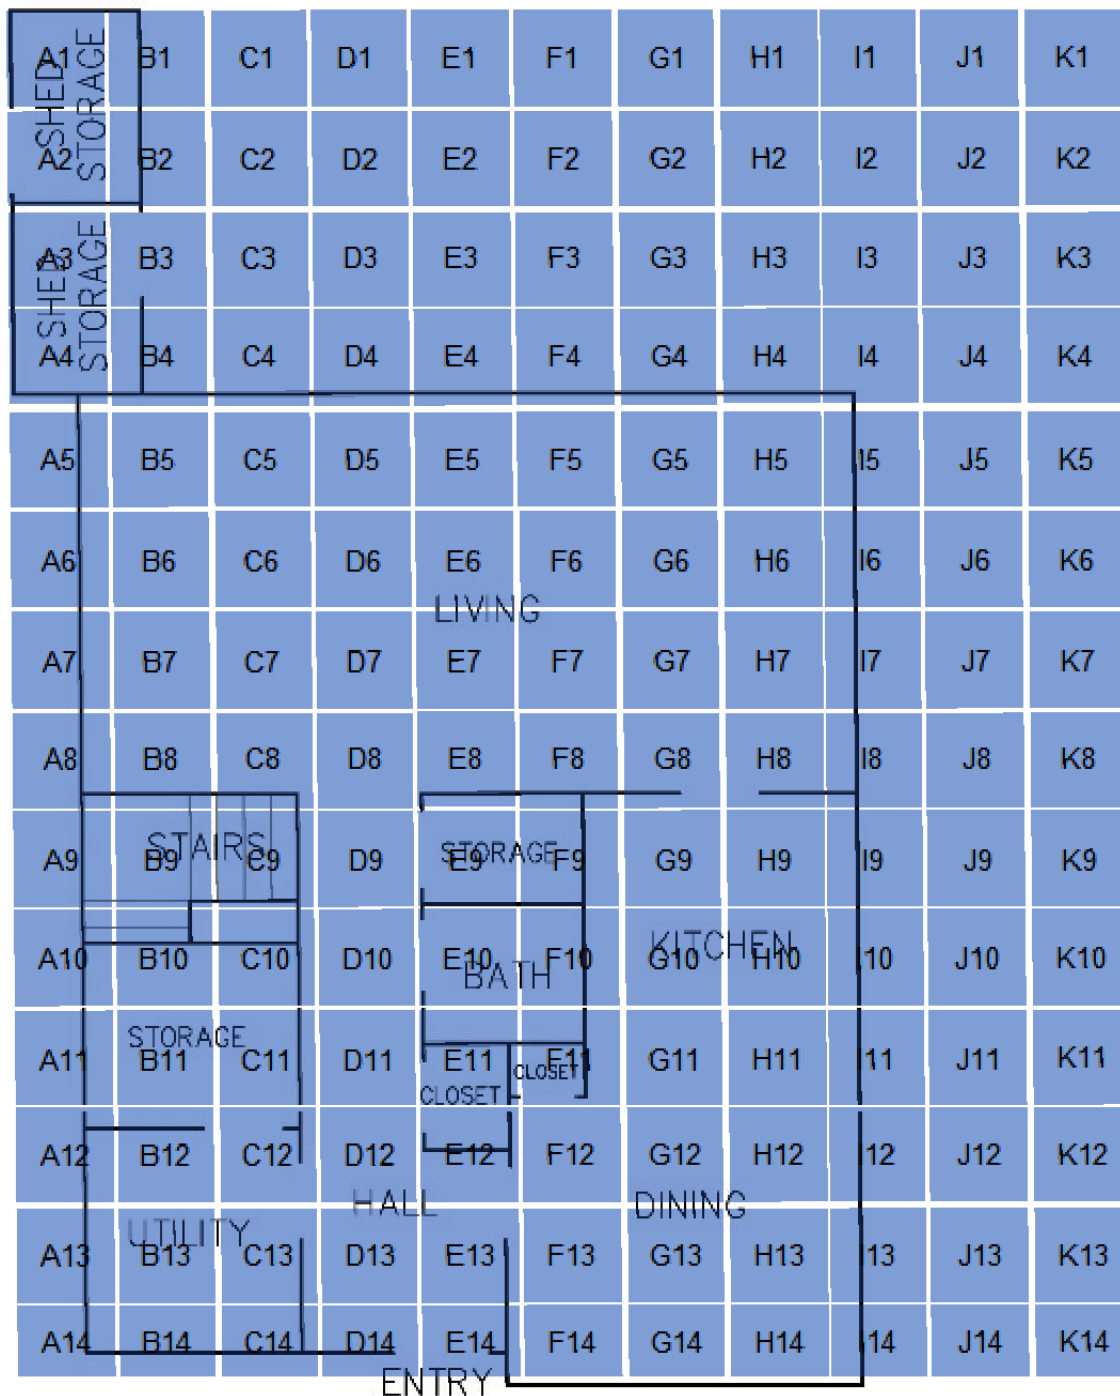 A1 B1 C1 D1 E1 F1 G1 H1 I1 J1 K1
SHED
STORAGE
A2 B2 C2 D2 E2 F2 G2 H2 I2 J2 K2
A3 B3 C3 D3 E3 F3 G3 H3 I3 J3 K3
SHED
STORAGE
A4 B4 C4 D4 E4 F4 G4 H4 I4 J4 K4
A5 B5 C5 D5 E5 F5 G5 H5 I5 J5 K5
A6 B6 C6 D6 E6 F6 G6 H6 I6 J6 K6
LIVING
A7 B7 C7 D7 E7 F7 G7 H7 I7 J7 K7
A8 B8 C8 D8 E8 F8 G8 H8 I8 J8 K8
STAIRS STORAGE
A9 B9 C9 D9 E9 F9 G9 H9 I9 J9 K9
KITCHEN
A10 B10 C10 D10 E10 F10 G10 H10 I10 J10 K10
BATH
STORAGE
A11 B11 C11 D11 E11 F11 G11 H11 I11 J11 K11
CLOSET
CLOSET
A12 B12 C12 D12 E12 F12 G12 H12 I12 J12 K12
HALL DINING
UTILITY
A13 B13 C13 D13 E13 F13 G13 H13 I13 J13 K13
A14 B14 C14 D14 E14 F14 G14 H14 I14 J14 K14
ENTRY